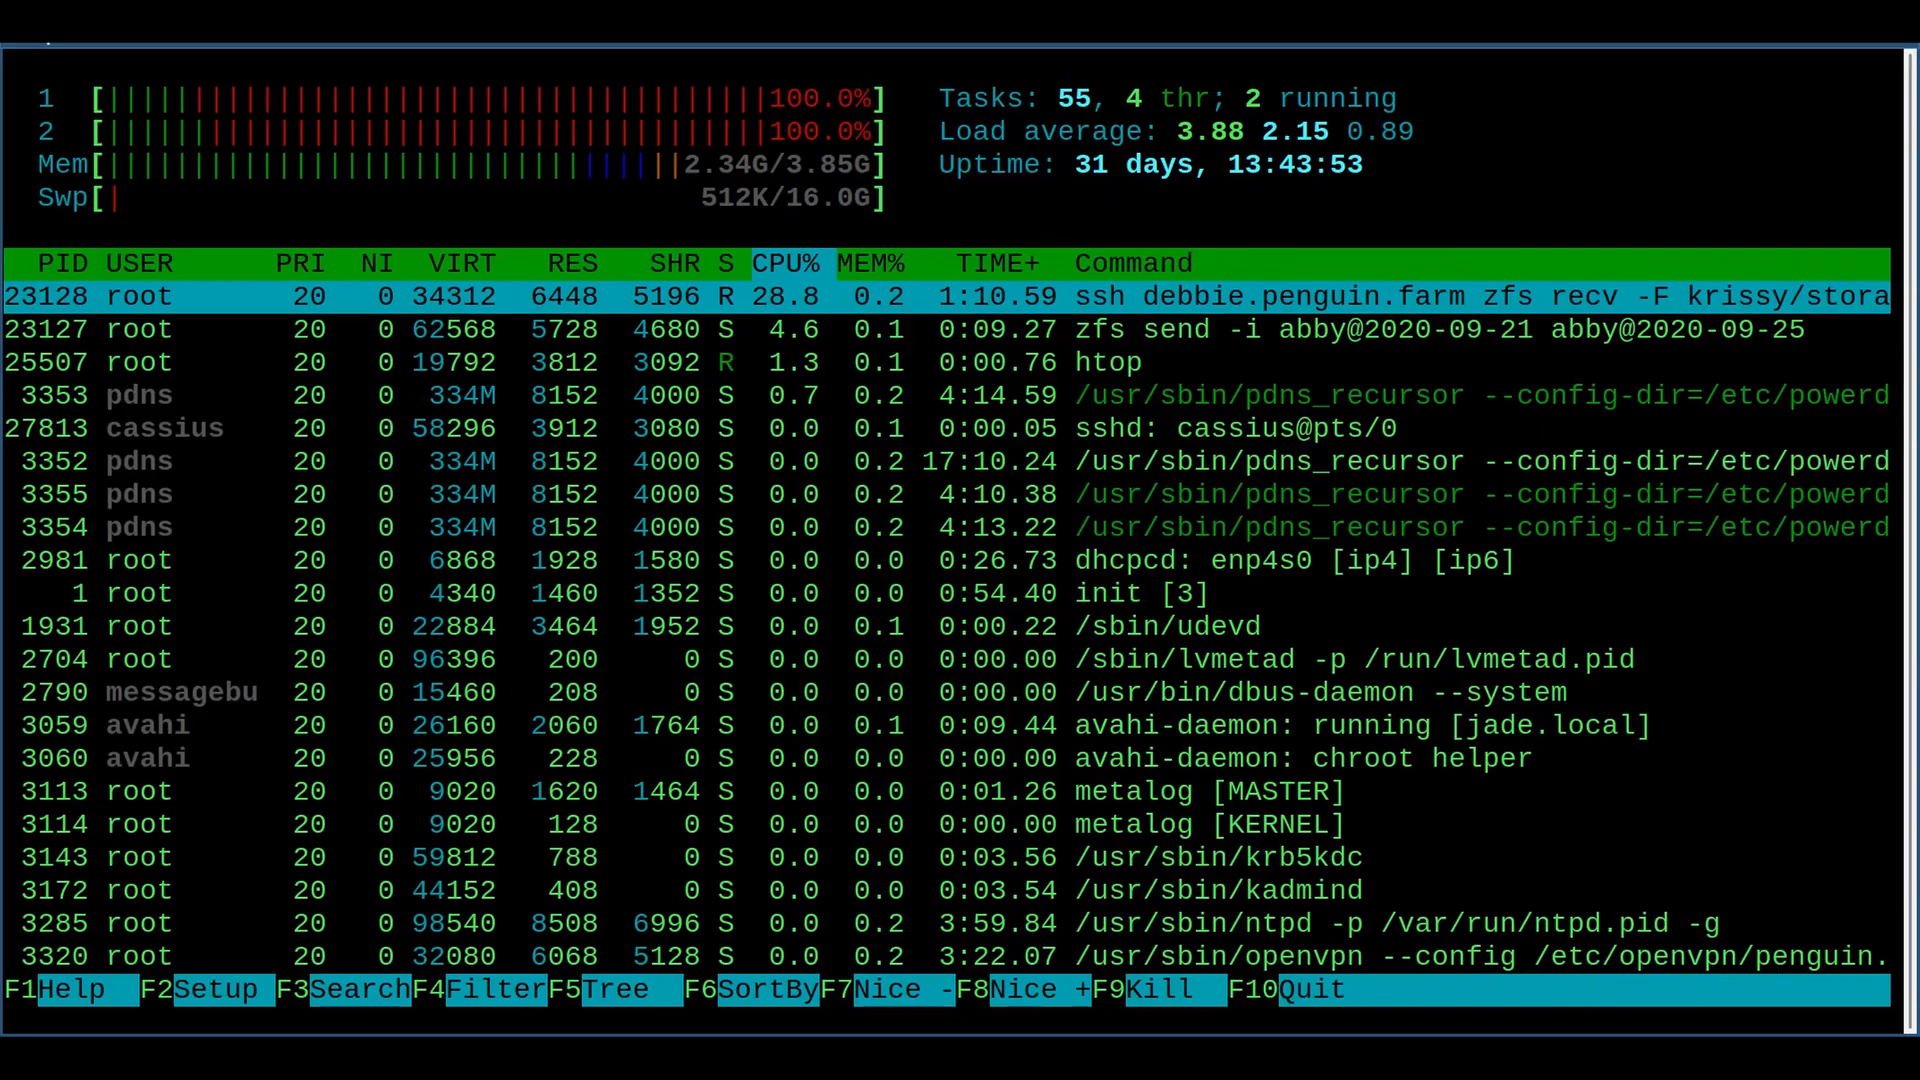 1 [||||||||||||||||||||||||||||||||||||||||100.0%] Tasks: 55, 4 thr; 2 running
2 [||||||||||||||||||||||||||||||||||||||||100.0%] Load average: 3.88 2.15 0.89
Mem[||||||||||||||||||||||||||||||||||2.34G/3.85G] Uptime: 31 days, 13:43:53
Swp[| 512K/16.0G]
PID USER PRI NI VIRT RES SHR S CPU% MEM% TIME+ Command
23128 root 20 0 34312 6448 5196 R 28.8 0.2 1:10.59 ssh debbie.penguin.farm zfs recv -F krissy/stora
23127 root 20 0 62568 5728 4680 S 4.6 0.1 0:09.27 zfs send -i abby@2020-09-21 abby@2020-09-25
25507 root 20 0 19792 3812 3092 R 1.3 0.1 0:00.76 htop
3353 pdns 20 0 334M 8152 4000 S 0.7 0.2 4:14.59 /usr/sbin/pdns_recursor --config-dir=/etc/powerd
27813 cassius 20 0 58296 3912 3080 S 0.0 0.1 0:00.05 sshd: cassius@pts/0
3352 pdns 20 0 334M 8152 4000 S 0.0 0.2 17:10.24 /usr/sbin/pdns_recursor --config-dir=/etc/powerd
3355 pdns 20 0 334M 8152 4000 S 0.0 0.2 4:10.38 /usr/sbin/pdns_recursor --config-dir=/etc/powerd
3354 pdns 20 0 334M 8152 4000 S 0.0 0.2 4:13.22 /usr/sbin/pdns_recursor --config-dir=/etc/powerd
2981 root 20 0 6868 1928 1580 S 0.0 0.0 0:26.73 dhcpcd: enp4s0 [ip4] [ip6]
1 root 20 0 4340 1460 1352 S 0.0 0.0 0:54.40 init [3]
1931 root 20 0 22884 3464 1952 S 0.0 0.1 0:00.22 /sbin/udevd
2704 root 20 0 96396 200 0 S 0.0 0.0 0:00.00 /sbin/lvmetad -p /run/lvmetad.pid
2790 messagebu 20 0 15460 208 0 S 0.0 0.0 0:00.00 /usr/bin/dbus-daemon --system
3059 avahi 20 0 26160 2060 1764 S 0.0 0.1 0:09.44 avahi-daemon: running [jade.local]
3060 avahi 20 0 25956 228 0 S 0.0 0.0 0:00.00 avahi-daemon: chroot helper
3113 root 20 0 9020 1620 1464 S 0.0 0.0 0:01.26 metalog [MASTER]
3114 root 20 0 9020 128 0 S 0.0 0.0 0:00.00 metalog [KERNEL]
3143 root 20 0 59812 788 0 S 0.0 0.0 0:03.56 /usr/sbin/krb5kdc
3172 root 20 0 44152 408 0 S 0.0 0.0 0:03.54 /usr/sbin/kadmind
3285 root 20 0 98540 8508 6996 S 0.0 0.2 3:59.84 /usr/sbin/ntpd -p /var/run/ntpd.pid -g
3320 root 20 0 32080 6068 5128 S 0.0 0.2 3:22.07 /usr/sbin/openvpn --config /etc/openvpn/penguin.
F1Help F2Setup F3SearchF4FilterF5Tree F6SortByF7Nice -F8Nice +F9Kill F10Quit